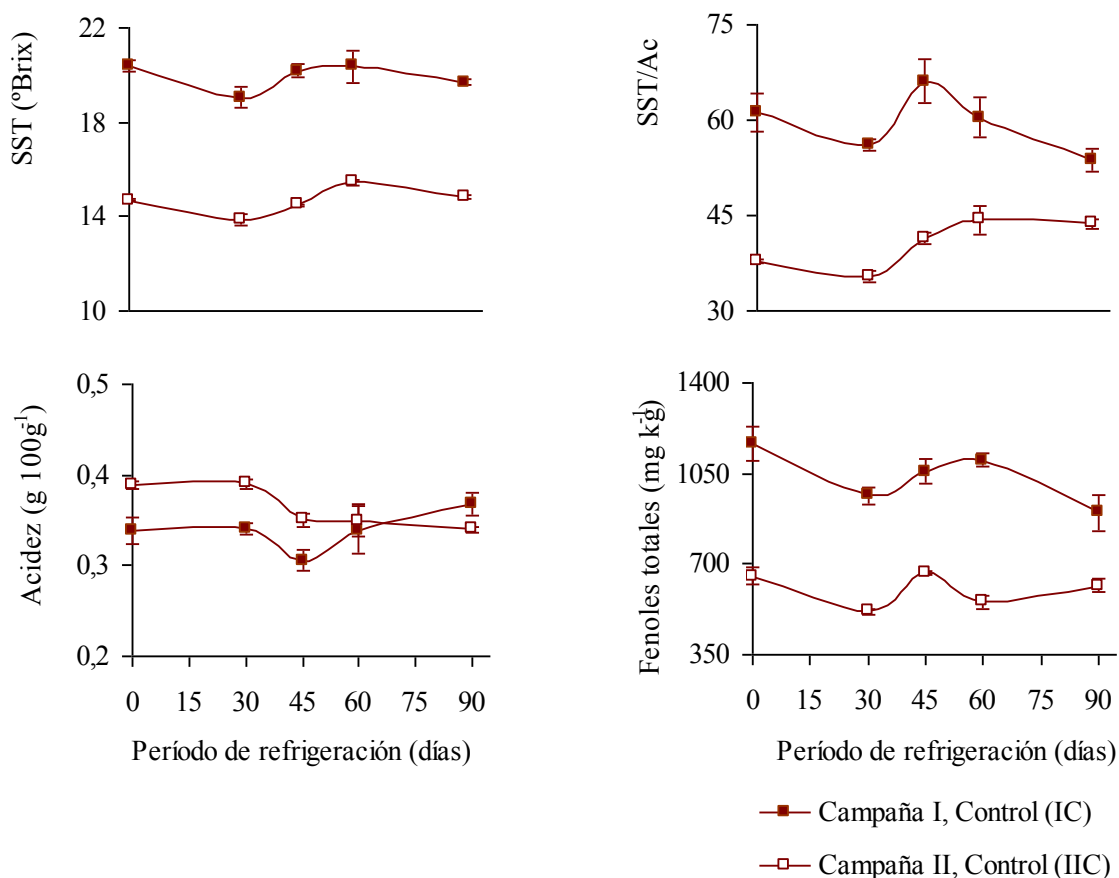 SST (ºBrix)
22
18
14
10
SST/Ac
75
60
45
30
Acidez (g 100g⁻¹)
0,5
0,4
0,3
0,2
0 15 30 45 60 75 90
Período de refrigeración (días)
Fenoles totales (mg kg⁻¹)
1400
1050
700
350
0 15 30 45 60 75 90
Período de refrigeración (días)
Campaña I, Control (IC)
Campaña II, Control (IIC)